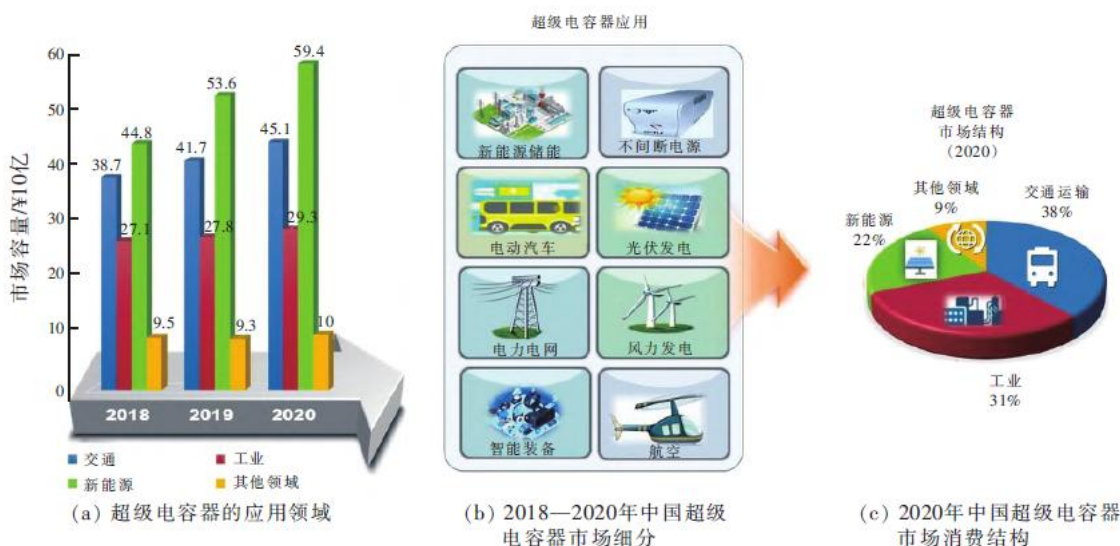 超级电容器应用
市场容量/¥10亿
60
50
40
30
20
10
0
38.7
27.1
44.8
9.5
41.7
27.8
53.6
9.3
45.1
29.3
59.4
10
2018
2019
2020
交通
工业
新能源
其他领域
(a) 超级电容器的应用领域
新能源储能
不间断电源
电动汽车
光伏发电
电力电网
风力发电
智能装备
航空
(b) 2018—2020年中国超级
电容器市场细分
超级电容器
市场结构
(2020)
其他领域
9%
交通运输
38%
新能源
22%
工业
31%
(c) 2020年中国超级电容器
市场消费结构